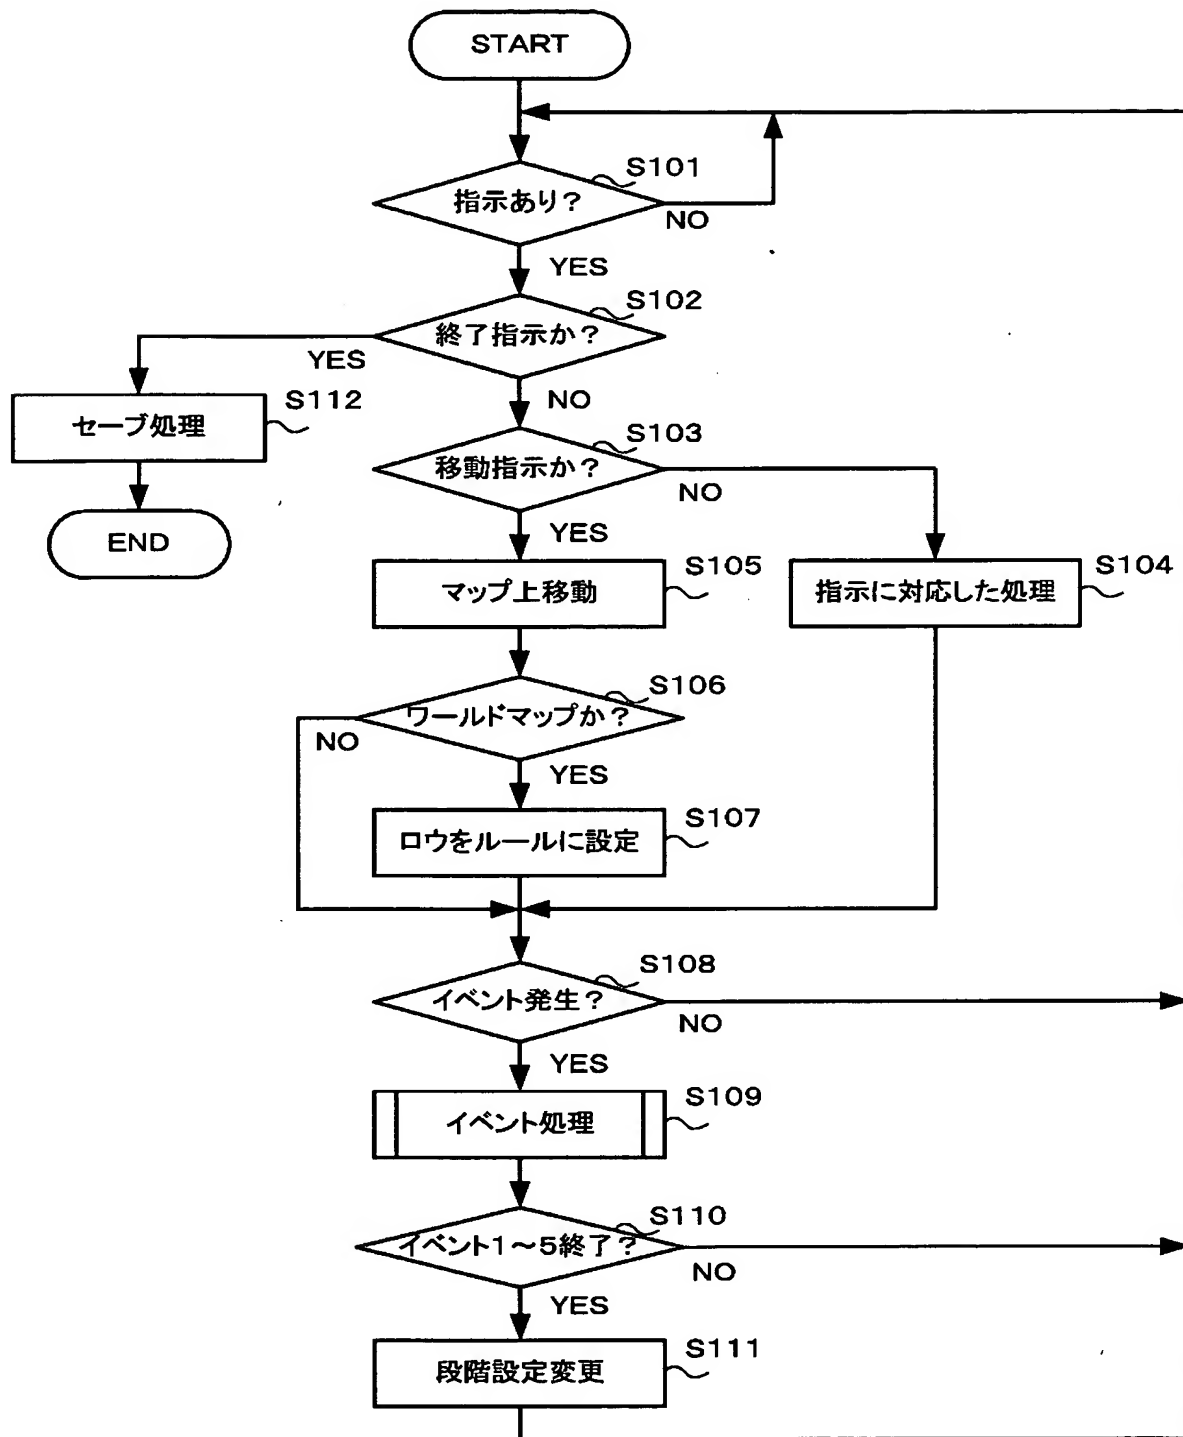 START
S101
指示あり?
NO
YES
S102
終了指示か?
YES
NO
S112
セーブ処理
END
S103
移動指示か?
NO
YES
S105
マップ上移動
S104
指示に対応した処理
S106
ワールドマップか?
NO
YES
S107
ロウをルールに設定
S108
イベント発生?
NO
YES
S109
イベント処理
S110
イベント1~5終了?
NO
YES
S111
段階設定変更